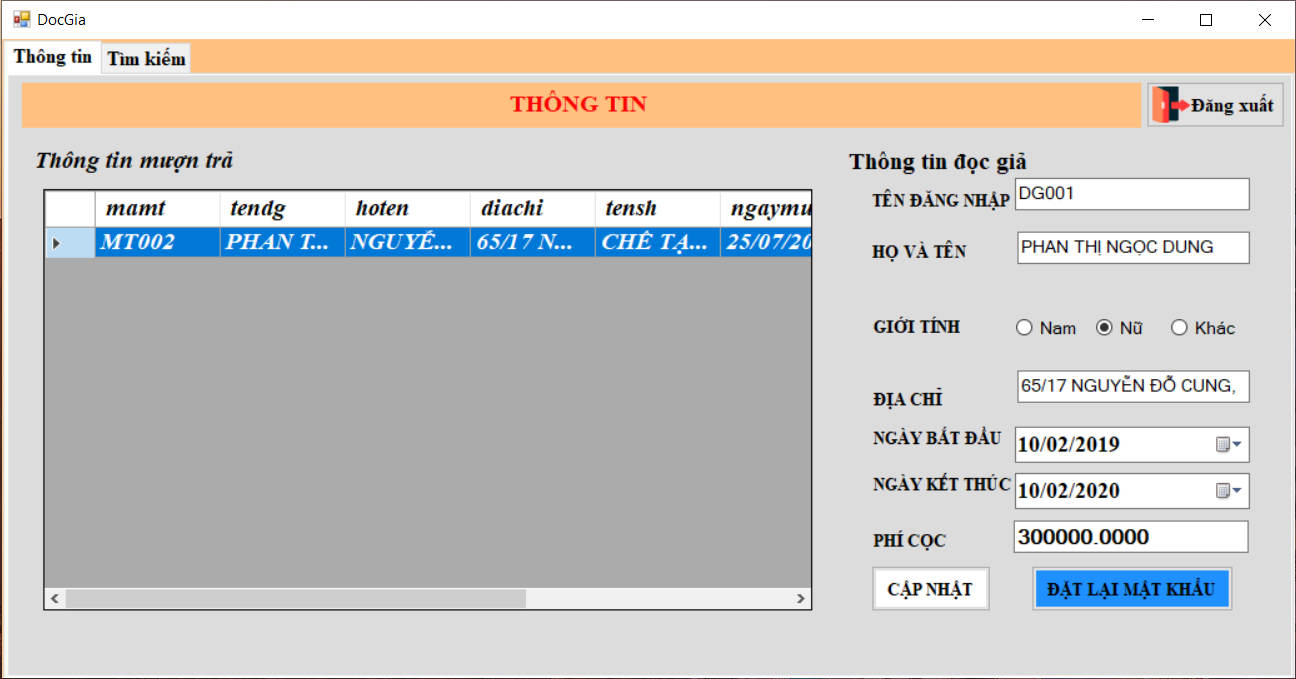 DocGia
Thông tin
Tìm kiếm
THÔNG TIN
Đăng xuất
Thông tin mượn trả
mamt tendg hoten diachi tensh ngaymu
MT002 PHAN T... NGUYỄ... 65/17 N... CHẾ TẠ... 25/07/20
Thông tin đọc giả
TÊN ĐĂNG NHẬP DG001
HỌ VÀ TÊN PHAN THỊ NGỌC DUNG
GIỚI TÍNH Nam Nữ Khác
ĐỊA CHỈ 65/17 NGUYỄN ĐỖ CUNG,
NGÀY BẮT ĐẦU 10/02/2019
NGÀY KẾT THÚC 10/02/2020
PHÍ CỌC 300000.0000
CẬP NHẬT ĐẶT LẠI MẬT KHẨU